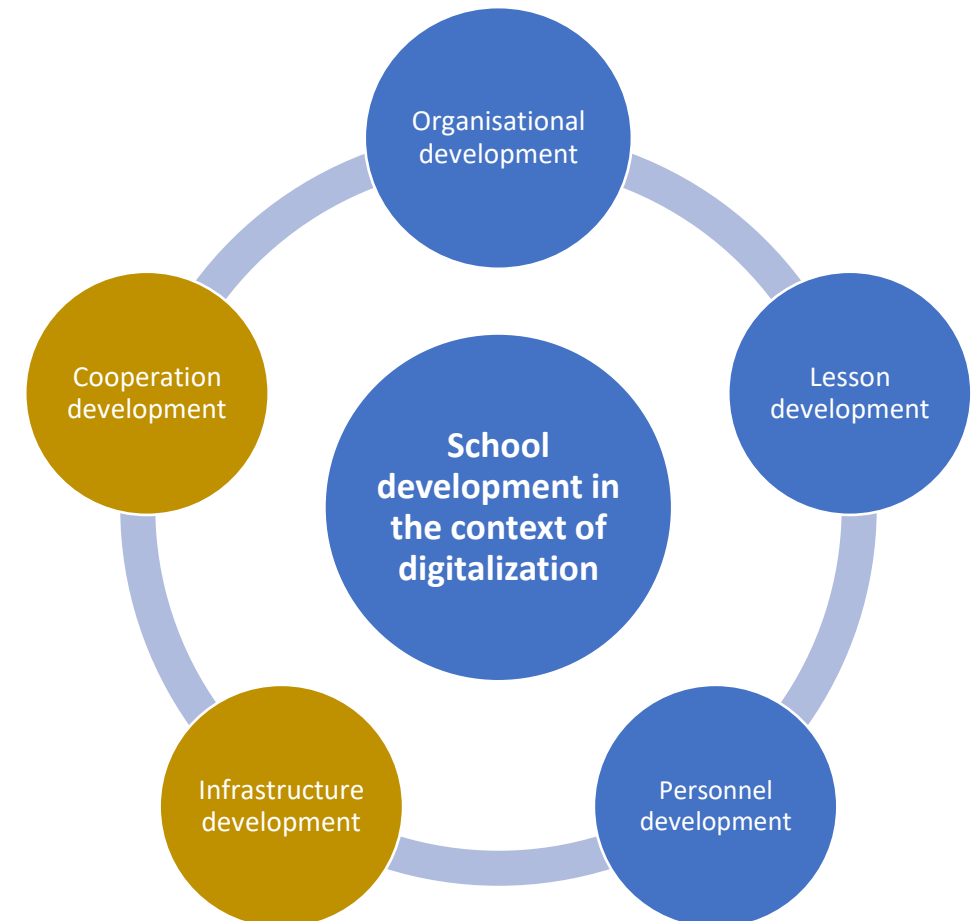 Organisational
development
Cooperation
development
Lesson
development
School
development in
the context of
digitalization
Infrastructure
development
Personnel
development